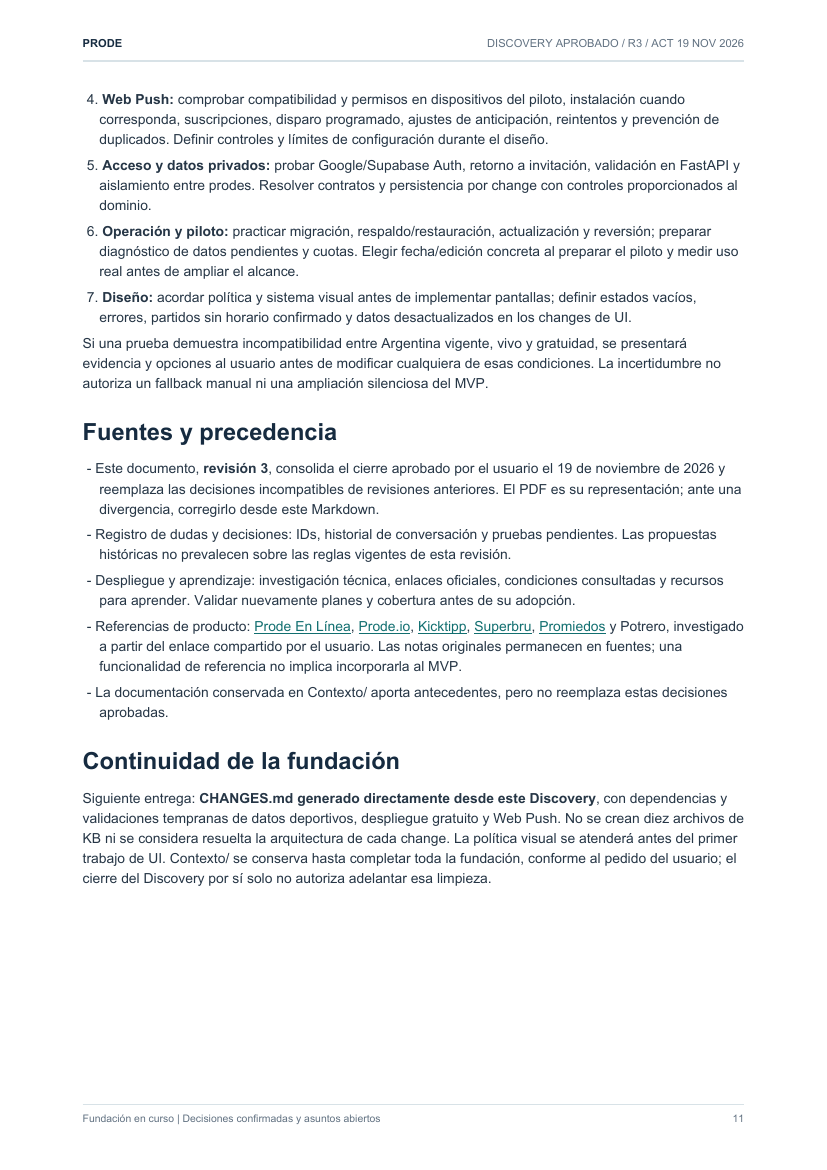 PRODE
DISCOVERY APROBADO / R3 / ACT 19 NOV 2026
4. Web Push: comprobar compatibilidad y permisos en dispositivos del piloto, instalación cuando
corresponda, suscripciones, disparo programado, ajustes de anticipación, reintentos y prevención de
duplicados. Definir controles y límites de configuración durante el diseño.
5. Acceso y datos privados: probar Google/Supabase Auth, retorno a invitación, validación en FastAPI y
aislamiento entre prodes. Resolver contratos y persistencia por change con controles proporcionados al
dominio.
6. Operación y piloto: practicar migración, respaldo/restauración, actualización y reversión; preparar
diagnóstico de datos pendientes y cuotas. Elegir fecha/edición concreta al preparar el piloto y medir uso
real antes de ampliar el alcance.
7. Diseño: acordar política y sistema visual antes de implementar pantallas; definir estados vacíos,
errores, partidos sin horario confirmado y datos desactualizados en los changes de UI.
Si una prueba demuestra incompatibilidad entre Argentina vigente, vivo y gratuidad, se presentará
evidencia y opciones al usuario antes de modificar cualquiera de esas condiciones. La incertidumbre no
autoriza un fallback manual ni una ampliación silenciosa del MVP.
Fuentes y precedencia
- Este documento, revisión 3, consolida el cierre aprobado por el usuario el 19 de noviembre de 2026 y
reemplaza las decisiones incompatibles de revisiones anteriores. El PDF es su representación; ante una
divergencia, corregirlo desde este Markdown.
- Registro de dudas y decisiones: IDs, historial de conversación y pruebas pendientes. Las propuestas
históricas no prevalecen sobre las reglas vigentes de esta revisión.
- Despliegue y aprendizaje: investigación técnica, enlaces oficiales, condiciones consultadas y recursos
para aprender. Validar nuevamente planes y cobertura antes de su adopción.
- Referencias de producto: Prode En Línea, Prode.io, Kicktipp, Superbru, Promiedos y Potrero, investigado
a partir del enlace compartido por el usuario. Las notas originales permanecen en fuentes; una
funcionalidad de referencia no implica incorporarla al MVP.
- La documentación conservada en Contexto/ aporta antecedentes, pero no reemplaza estas decisiones
aprobadas.
Continuidad de la fundación
Siguiente entrega: CHANGES.md generado directamente desde este Discovery, con dependencias y
validaciones tempranas de datos deportivos, despliegue gratuito y Web Push. No se crean diez archivos de
KB ni se considera resuelta la arquitectura de cada change. La política visual se atenderá antes del primer
trabajo de UI. Contexto/ se conserva hasta completar toda la fundación, conforme al pedido del usuario; el
cierre del Discovery por sí solo no autoriza adelantar esa limpieza.
Fundación en curso | Decisiones confirmadas y asuntos abiertos
11